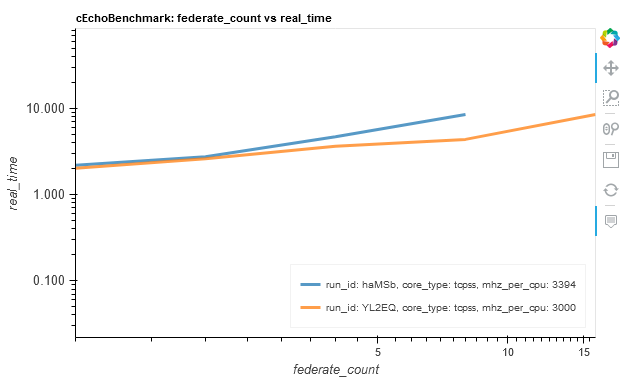 cEchoBenchmark: federate_count vs real_time
10.000
1.000
0.100
real_time
run_id: haMSb, core_type: tcpss, mhz_per_cpu: 3394
run_id: YL2EQ, core_type: tcpss, mhz_per_cpu: 3000
5
10
15
federate_count